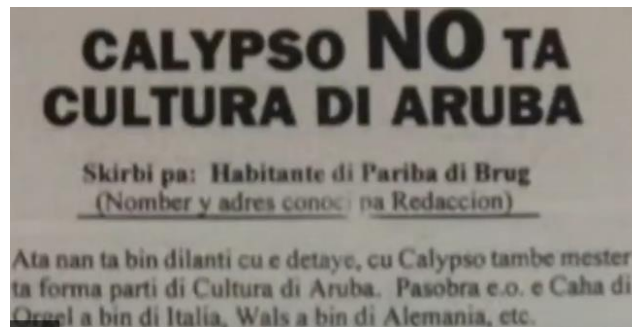 CALYPSO NO TA
CULTURA DI ARUBA
Skirbi pa: Habitante di Pariba di Brug
(Nomber y adres conoci pa Redaccion)
Ata nan ta bin dilanti cu e detaye, cu Calypso tambe mester
ta forma parti di Cultura di Aruba. Pasobra e.o. e Caha di
Orgel a bin di Italia, Wals a bin di Alemania, etc.